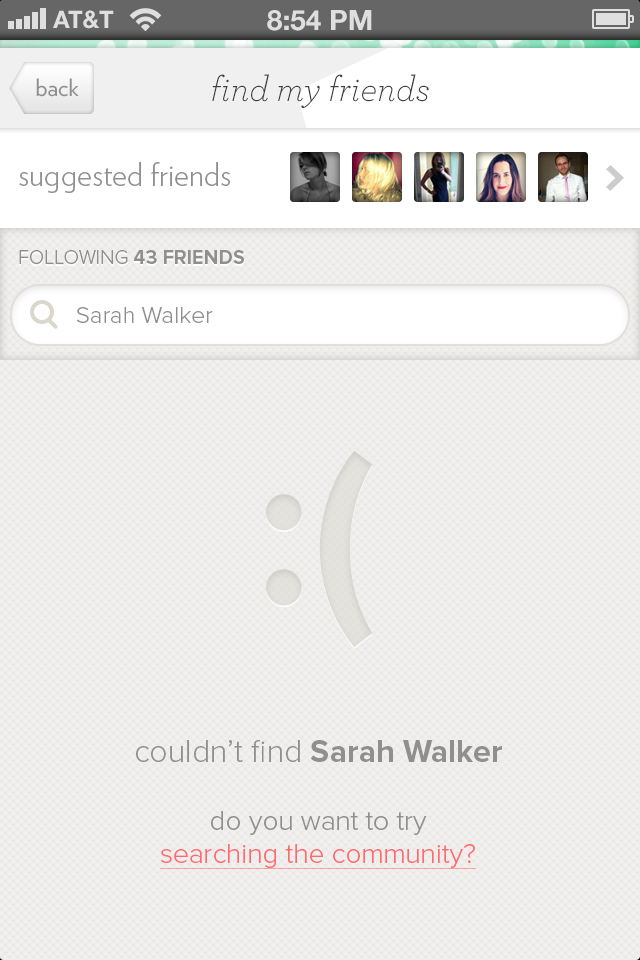 AT&T 8:54 PM
back find my friends
suggested friends
FOLLOWING 43 FRIENDS
Sarah Walker
:(
couldn’t find Sarah Walker
do you want to try
searching the community?